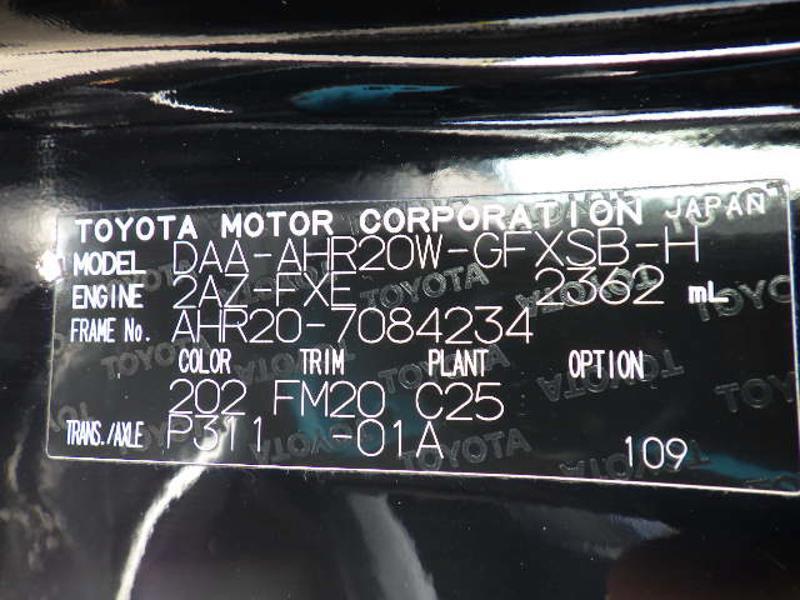 TOYOTA MOTOR CORPORATION JAPAN
MODEL DAA-AHR20W-GFXSB-H
ENGINE 2AZ-FXE 2362 mL
FRAME No. AHR20-7084234
COLOR TRIM PLANT OPTION
202 FM20 C25
TRANS./AXLE P311 -01A 109